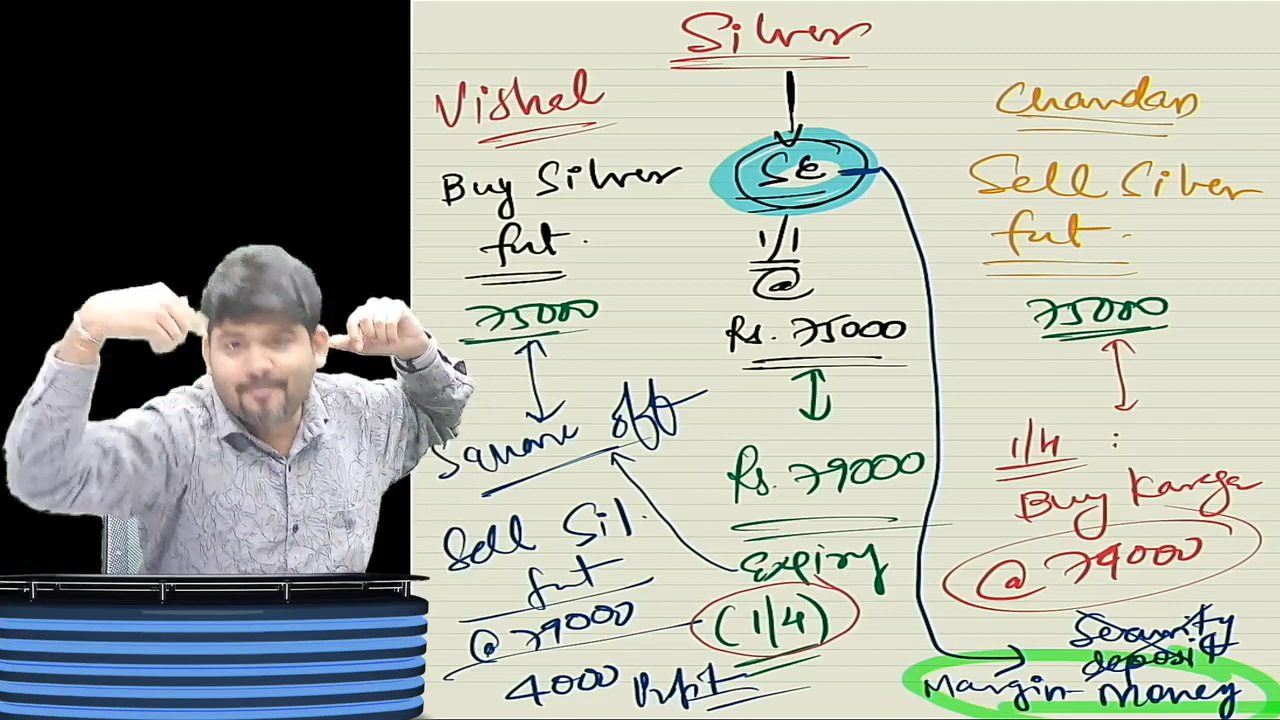 Silver
Vishal
Buy Silver
fut.
75000
Square off
Sell Sil.
fut
@ 79000
4000 Profit
SE
1/1
@
Rs. 75000
Rs. 79000
Expiry
(1/4)
Chandan
Sell Silver
fut.
75000
1/4 :
Buy Karega
@ 79000
Security
deposit
Margin Money